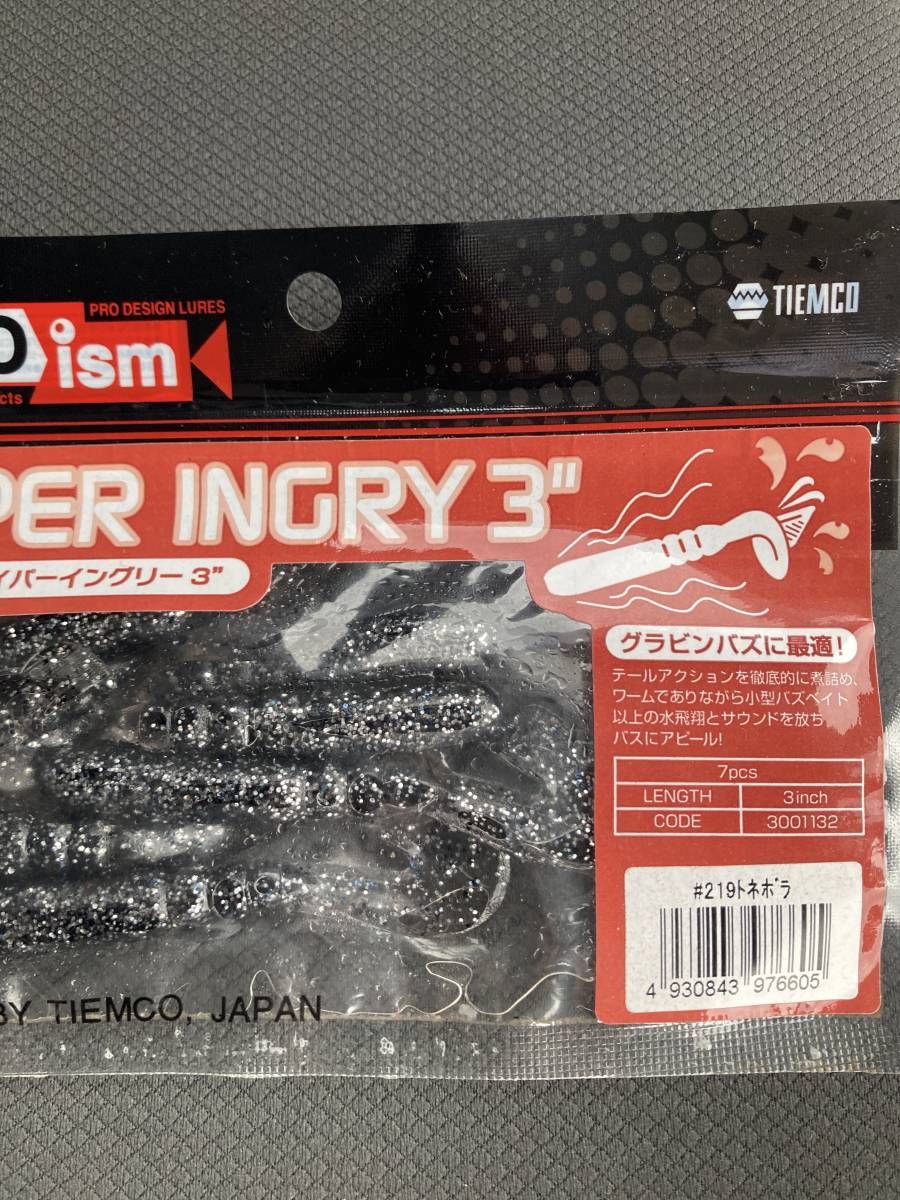 PRO DESIGN LURES
ism
cts
TIEMCO
PER INGRY 3"
イパーイングリー 3"
グラビンバズに最適!
テールアクションを徹底的に煮詰め、
ワームでありながら小型バズベイト
以上の水飛翔とサウンドを放ち
バスにアピール!
7pcs
LENGTH 3inch
CODE 3001132
#219トネボラ
4 930843 976605
BY TIEMCO, JAPAN